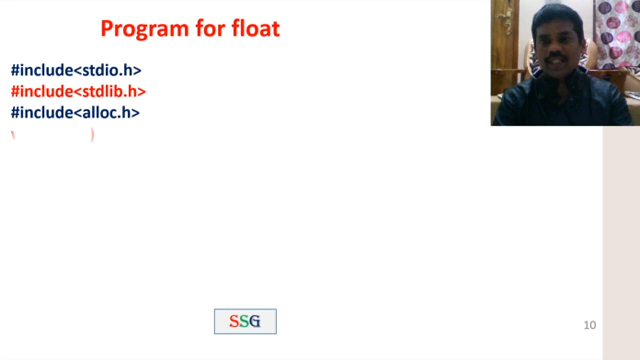 Program for float
#include<stdio.h>
#include<stdlib.h>
#include<alloc.h>
SSG
10